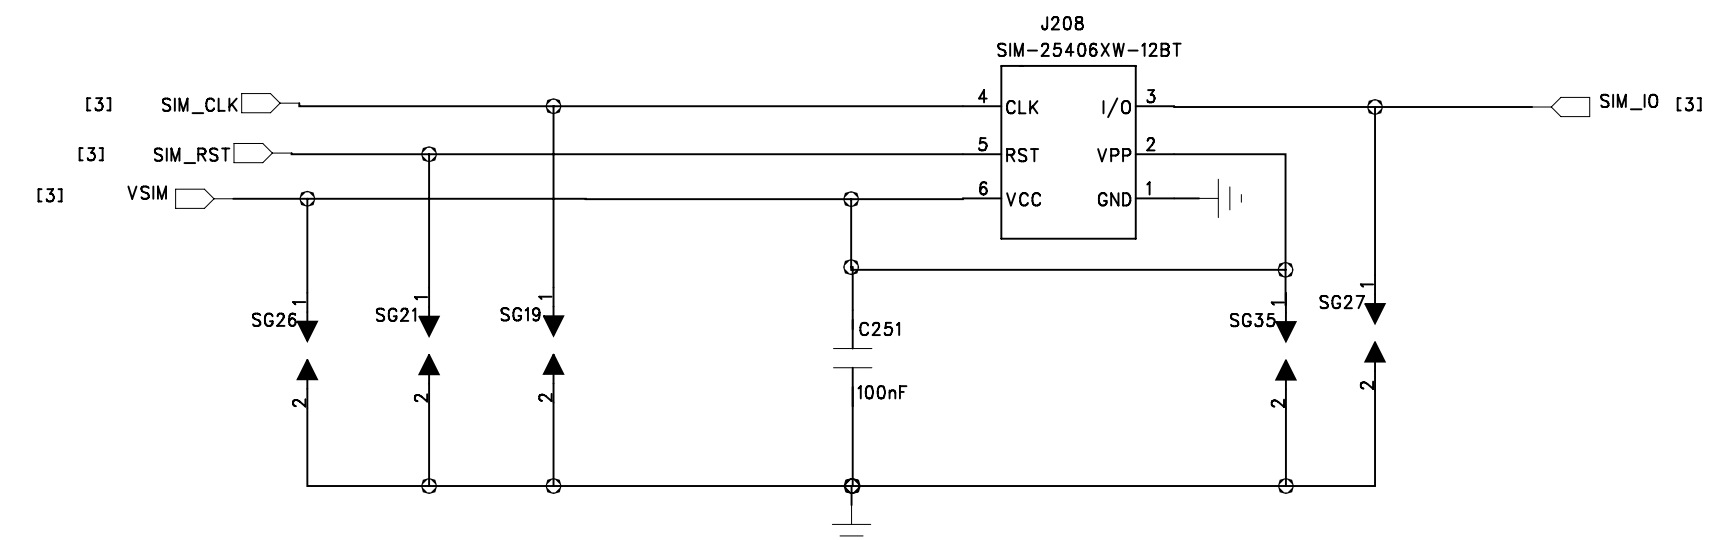 J208
SIM-25406XW-12BT
[3] SIM_CLK 4 CLK I/O 3 SIM_IO [3]
[3] SIM_RST 5 RST VPP 2
[3] VSIM 6 VCC GND 1
1 1 1 1 1
SG26 SG21 SG19 C251 SG35 SG27
2 2 2 100nF 2 2